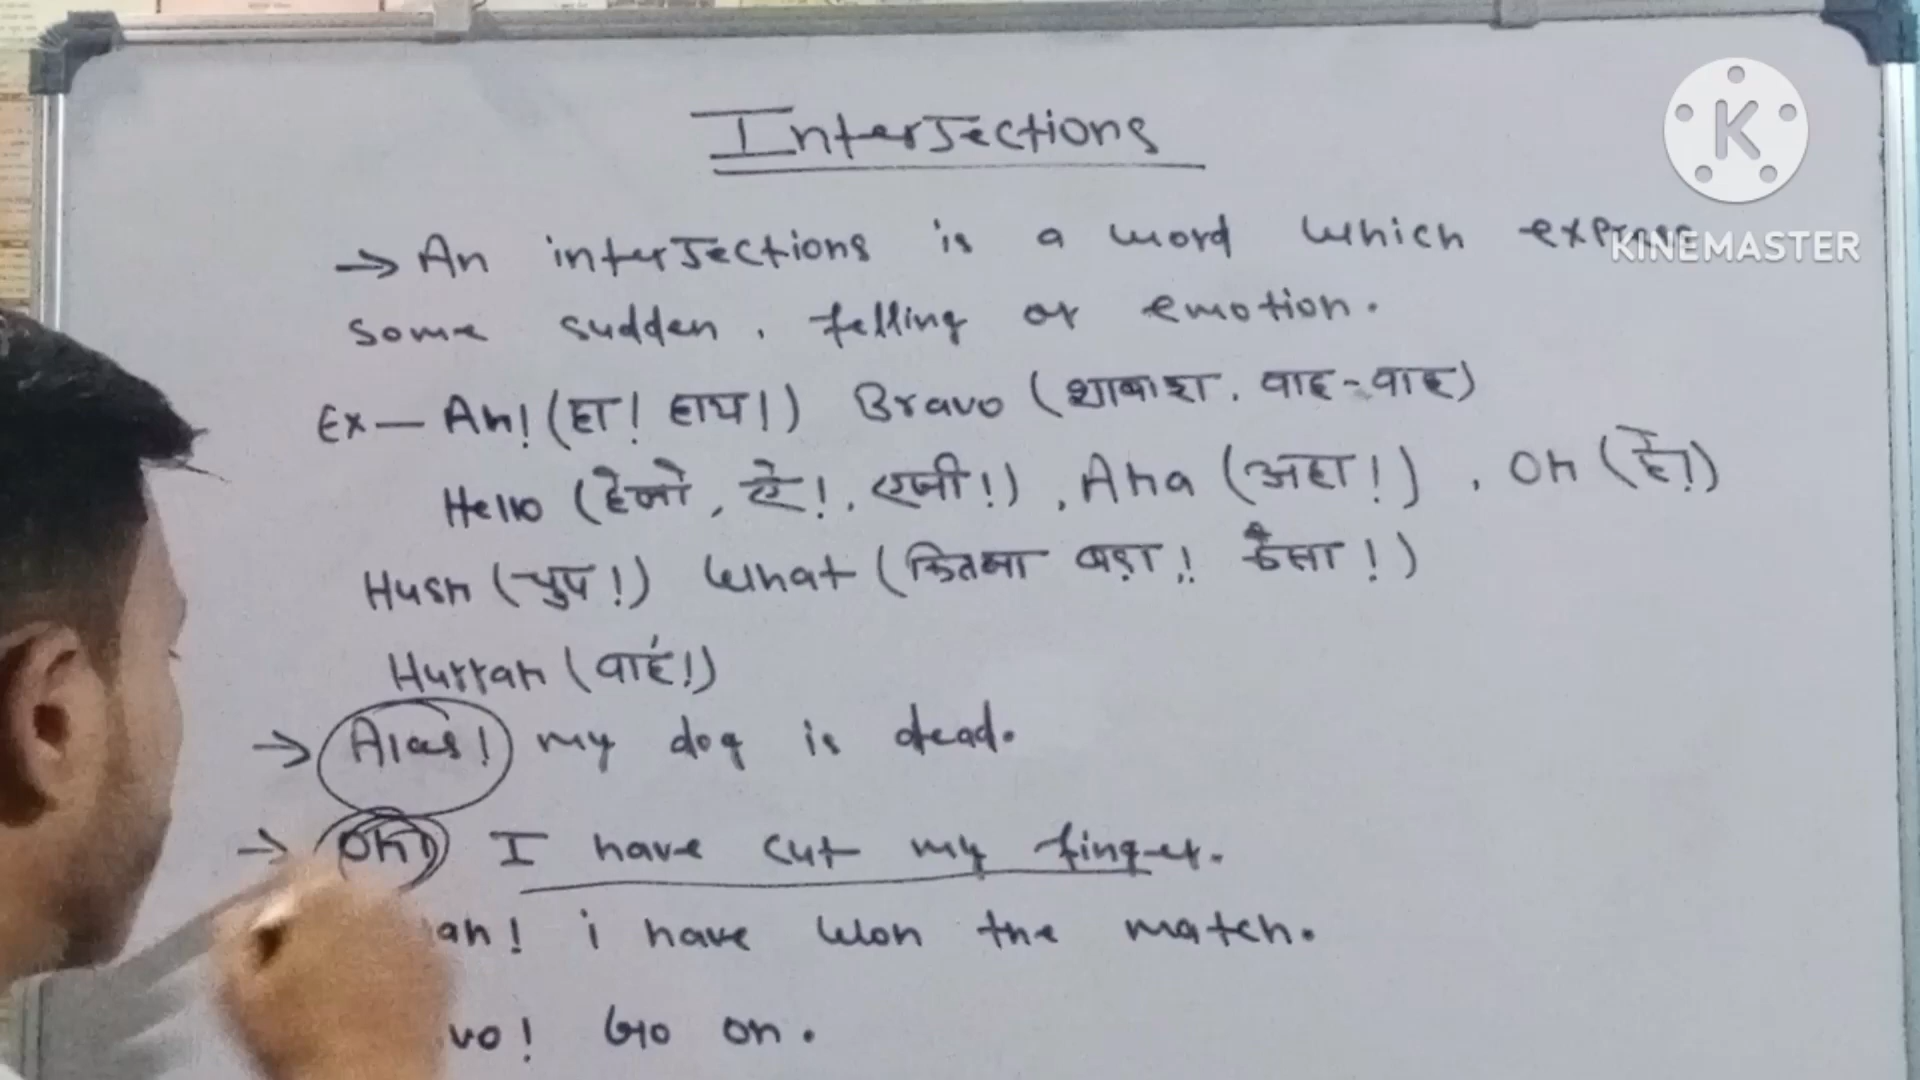 InterJections
→ An interJections is a word which express
KINEMASTER
some sudden, felling or emotion.
Ex— Ah! (हा! हाय!) Bravo (शाबाश, वाह-वाह)
Hello (हेलो, ऐ!, एजी!), Aha (अहा!), Oh (हे!)
Hush (चुप!) What (कितना बड़ा!! कैसा!)
Hurrah (वाह!)
→ Alas! my dog is dead.
→ Oh! I have cut my finger.
ah! i have won the match.
vo! Go on.